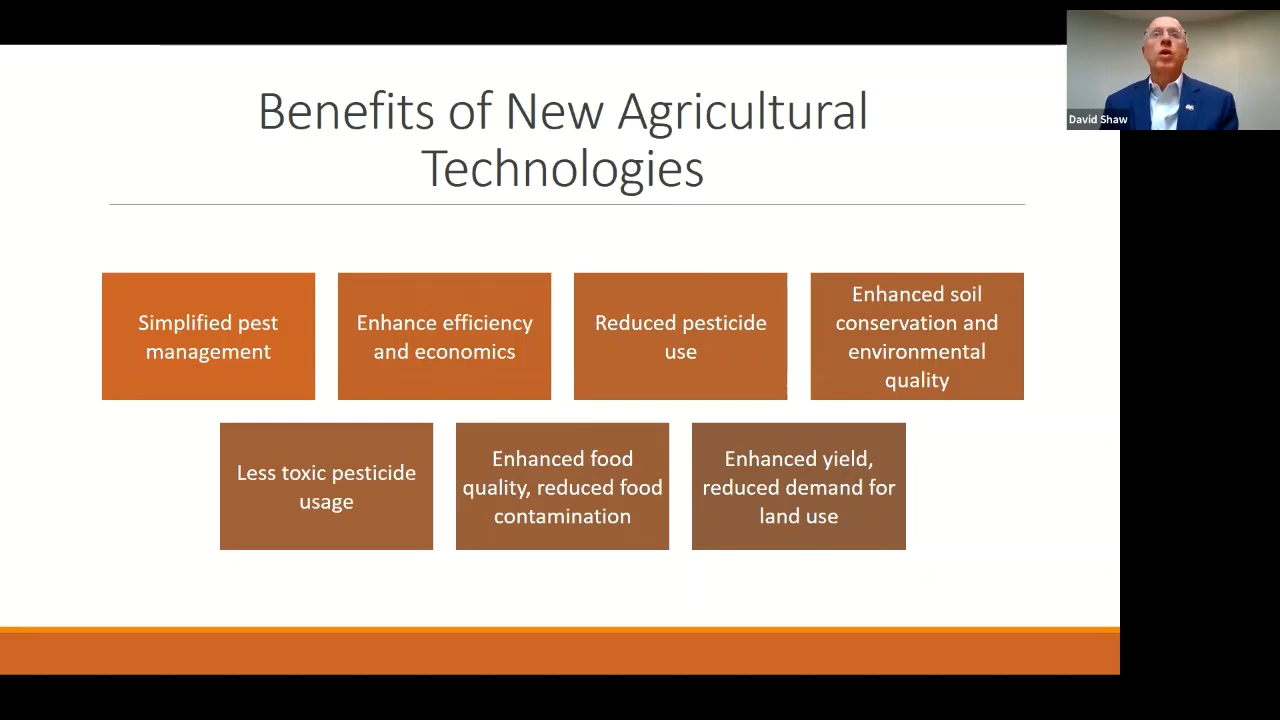 Benefits of New Agricultural
Technologies
David Shaw
Simplified pest
management
Enhance efficiency
and economics
Reduced pesticide
use
Enhanced soil
conservation and
environmental
quality
Less toxic pesticide
usage
Enhanced food
quality, reduced food
contamination
Enhanced yield,
reduced demand for
land use